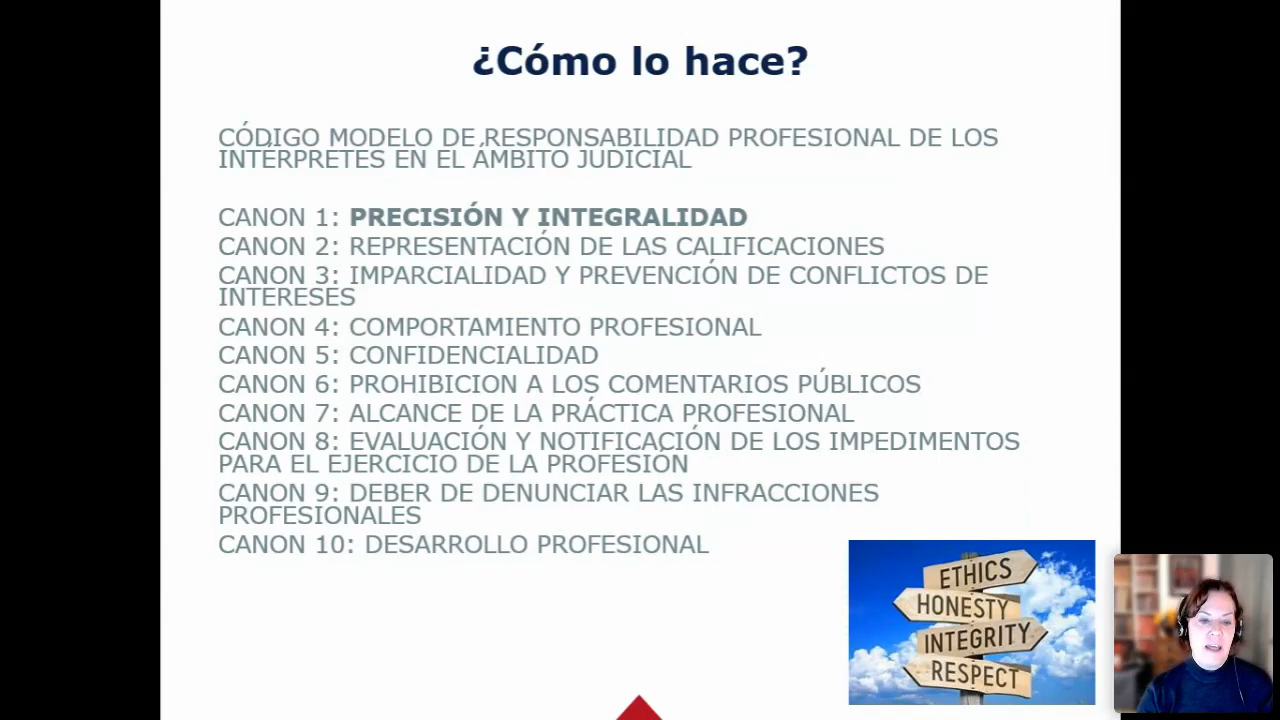 ¿Cómo lo hace?
CÓDIGO MODELO DE RESPONSABILIDAD PROFESIONAL DE LOS
INTÉRPRETES EN EL ÁMBITO JUDICIAL
CANON 1: PRECISIÓN Y INTEGRALIDAD
CANON 2: REPRESENTACIÓN DE LAS CALIFICACIONES
CANON 3: IMPARCIALIDAD Y PREVENCIÓN DE CONFLICTOS DE
INTERESES
CANON 4: COMPORTAMIENTO PROFESIONAL
CANON 5: CONFIDENCIALIDAD
CANON 6: PROHIBICION A LOS COMENTARIOS PÚBLICOS
CANON 7: ALCANCE DE LA PRÁCTICA PROFESIONAL
CANON 8: EVALUACIÓN Y NOTIFICACIÓN DE LOS IMPEDIMENTOS
PARA EL EJERCICIO DE LA PROFESIÓN
CANON 9: DEBER DE DENUNCIAR LAS INFRACCIONES
PROFESIONALES
CANON 10: DESARROLLO PROFESIONAL
ETHICS
HONESTY
INTEGRITY
RESPECT